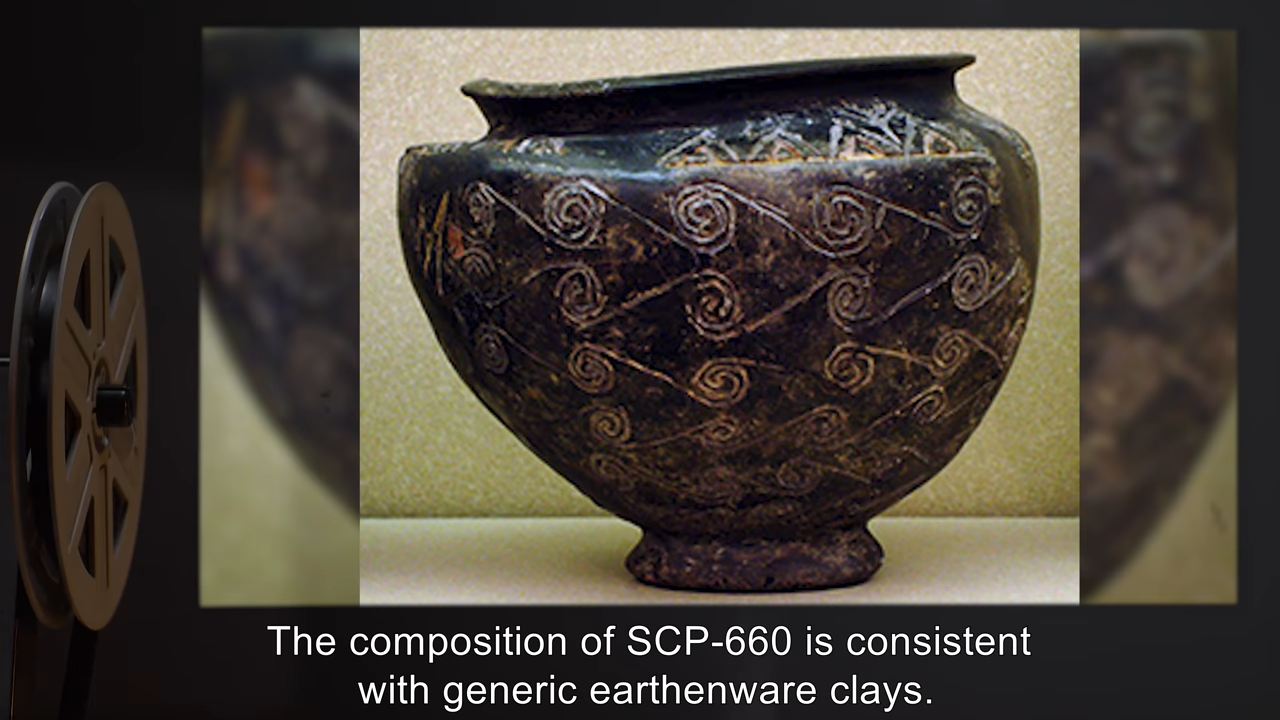 The composition of SCP-660 is consistent
with generic earthenware clays.